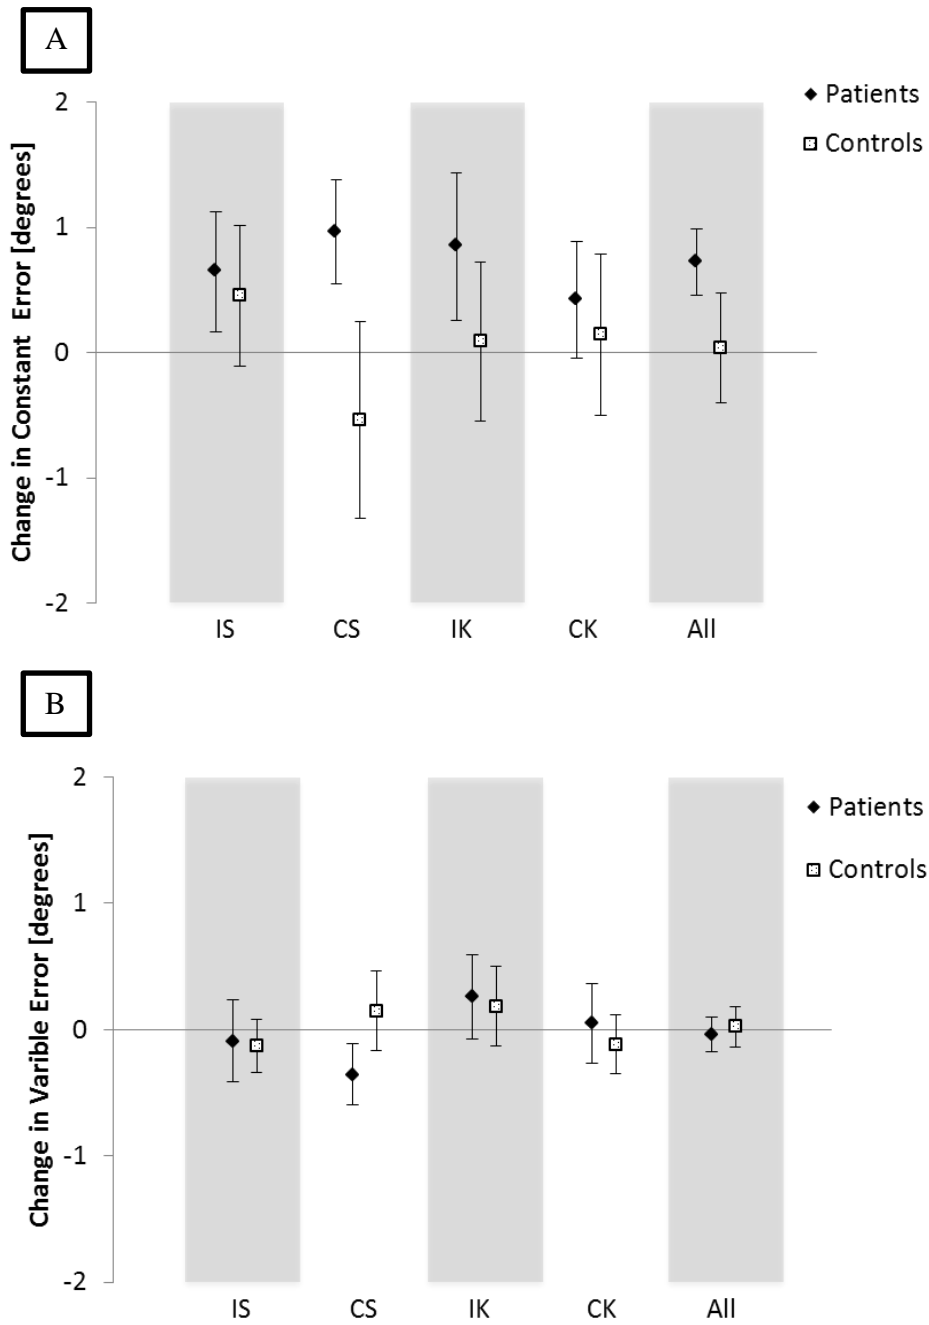 A
2
1
0
-1
-2
Change in Constant Error [degrees]
Patients
Controls
IS CS IK CK All
B
2
1
0
-1
-2
Change in Varible Error [degrees]
Patients
Controls
IS CS IK CK All